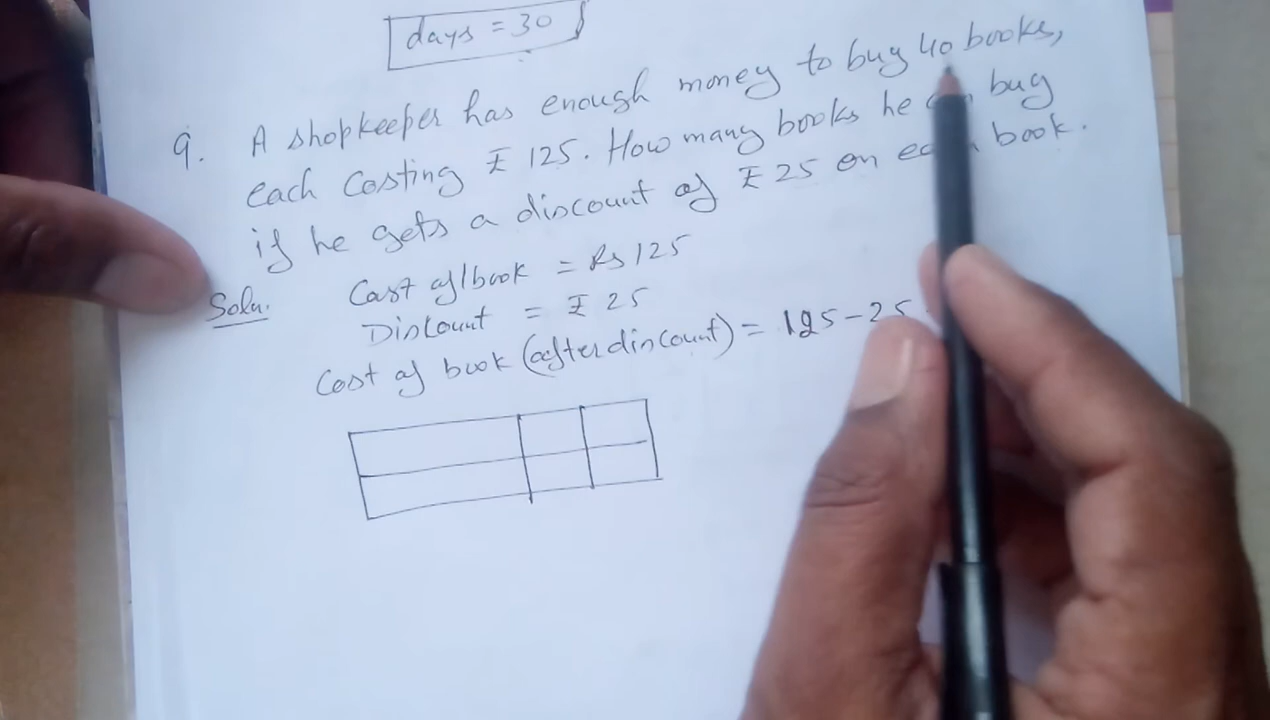 days = 30
9. A shopkeeper has enough money to buy 40 books,
each costing ₹ 125. How many books he buy
if he gets a discount of ₹ 25 on book.
Soln. Cost of 1 book = Rs 125
Discount = ₹ 25
Cost of book (after discount) = 125 - 25